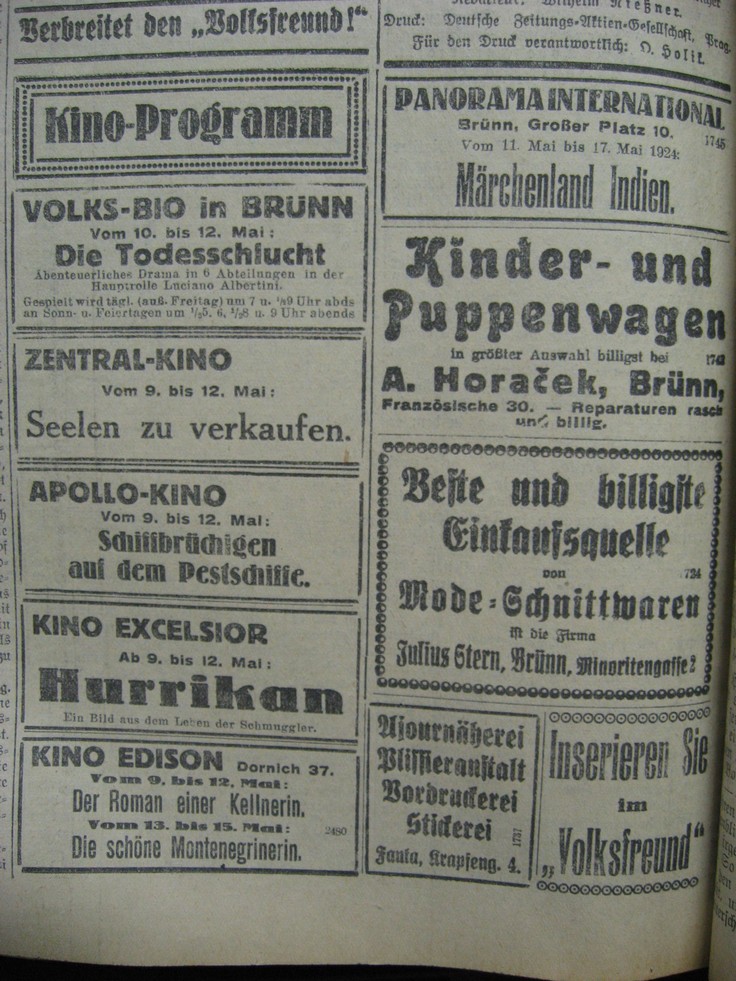 Verbreitet den „Volksfreund!“
Kino-Programm
VOLKS-BIO in BRÜNN
Vom 10. bis 12. Mai:
Die Todesschlucht
Abenteuerliches Drama in 6 Abteilungen in der
Hauptrolle Luciano Albertini.
Gespielt wird tägl. (auß. Freitag) um 7 u. ½9 Uhr abds
an Sonn- u. Feiertagen um ½5, 6, ½8 u. 9 Uhr abends
ZENTRAL-KINO
Vom 9. bis 12. Mai:
Seelen zu verkaufen.
APOLLO-KINO
Vom 9. bis 12. Mai:
Schiffbrüchigen
auf dem Pestschiffe.
KINO EXCELSIOR
Ab 9. bis 12. Mai:
Hurrikan
Ein Bild aus dem Leben der Schmuggler.
KINO EDISON Dornich 37.
Vom 9. bis 12. Mai:
Der Roman einer Kellnerin.
Vom 13. bis 15. Mai:
2480
Die schöne Montenegrinerin.
Wilhelm Nießner.
Druck: Deutsche Zeitungs-Aktien-Gesellschaft, Prag.
Für den Druck verantwortlich: O. Holik.
PANORAMA INTERNATIONAL
Brünn, Großer Platz 10.
1745
Vom 11. Mai bis 17. Mai 1924:
Märchenland Indien.
Kinder- und
Puppenwagen
in größter Auswahl billigst bei
A. Horaček, Brünn,
Französische 30. — Reparaturen rasch
und billig.
Beste und billigste
Einkaufsquelle
von 724
Mode-Schnittwaren
ist die Firma
Julius Stern, Brünn, Minoritengasse 2
Ajournäherei
Plissieranstalt
Vordruckerei
Stickerei
1737
Fanta, Krapfeng. 4.
Inserieren Sie
im
„Volksfreund“